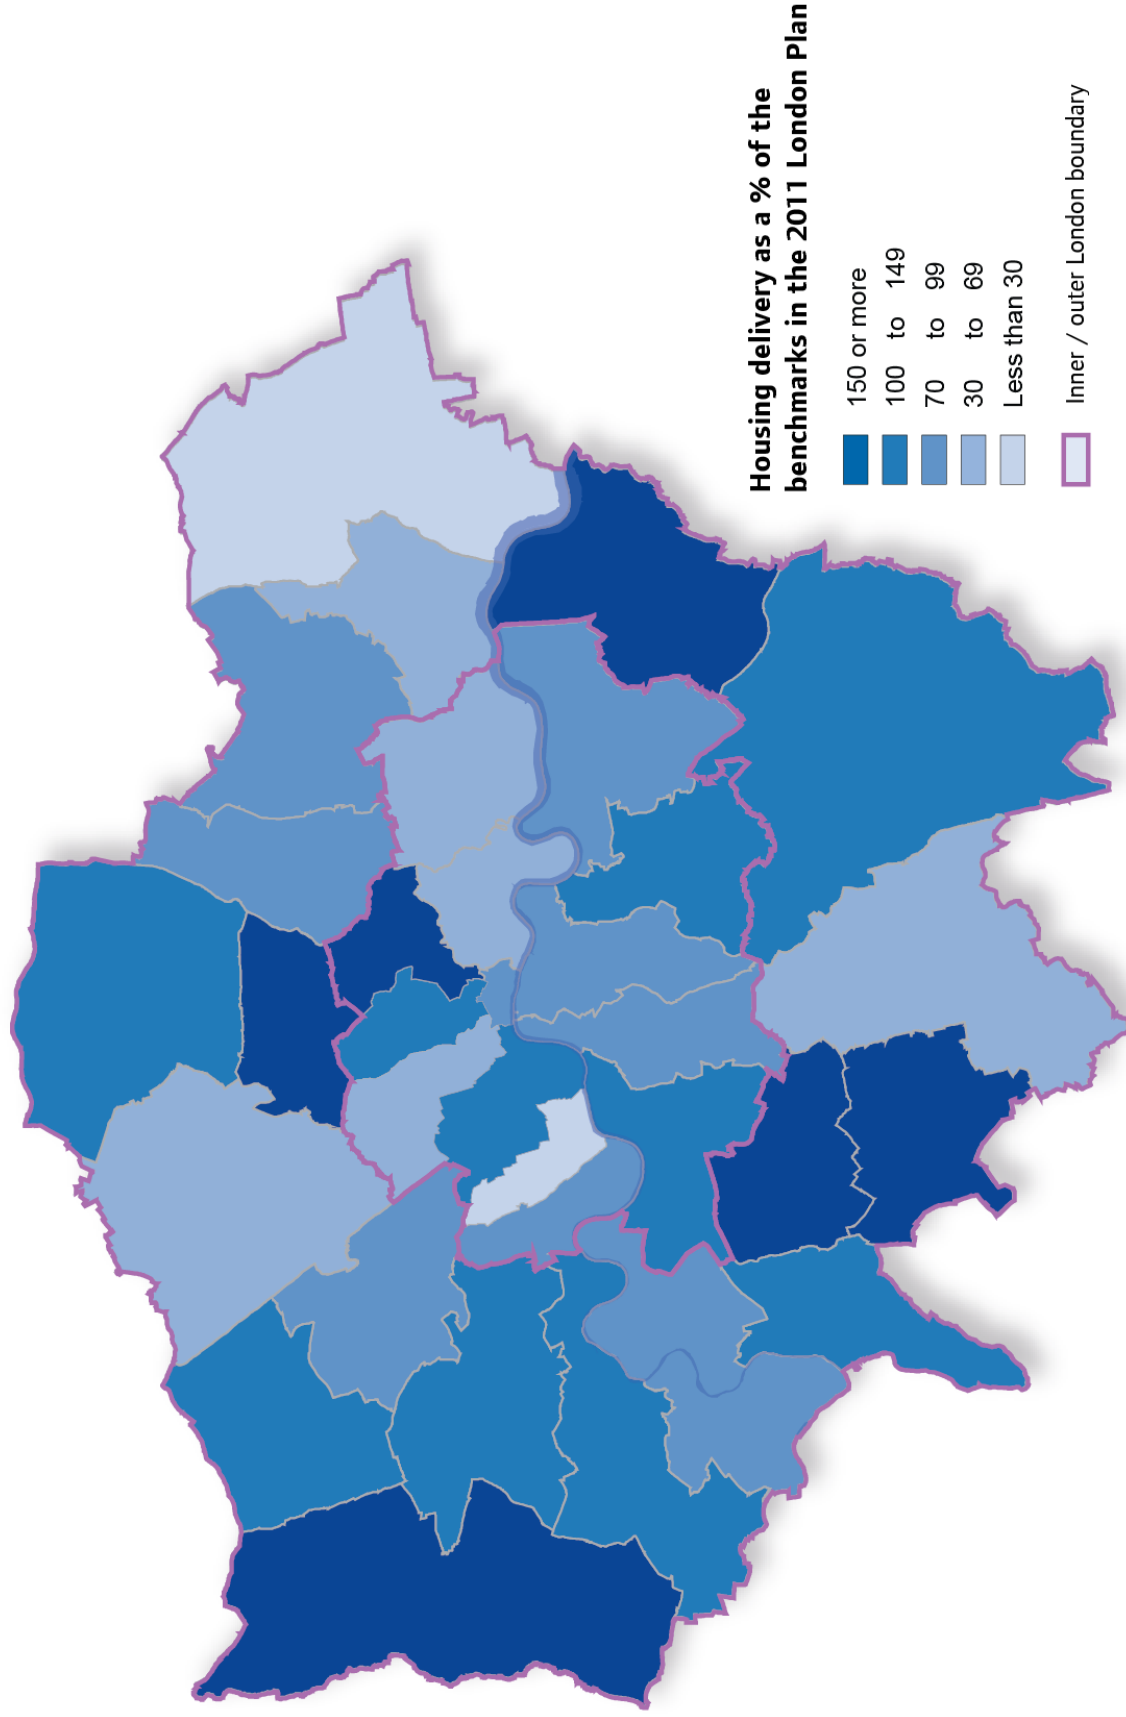 Housing delivery as a % of the
benchmarks in the 2011 London Plan
150 or more
100 to 149
70 to 99
30 to 69
Less than 30
Inner / outer London boundary